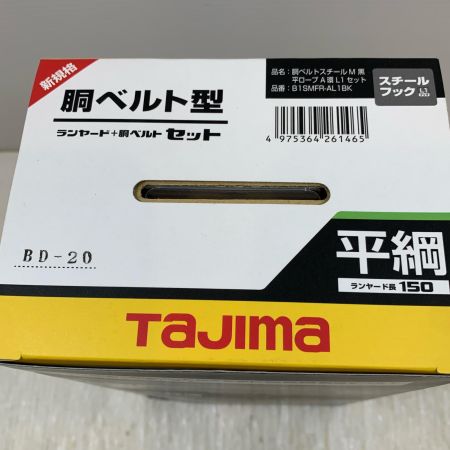 新規格
胴ベルト型
ランヤード+胴ベルト セット
品名:胴ベルトスチールM 黒
平ロープA環L1セット
品番:B1SMFR-AL1BK
スチール
フック L1
4 975364 261465
BD-20
平綱
ランヤード長 150
TaJima